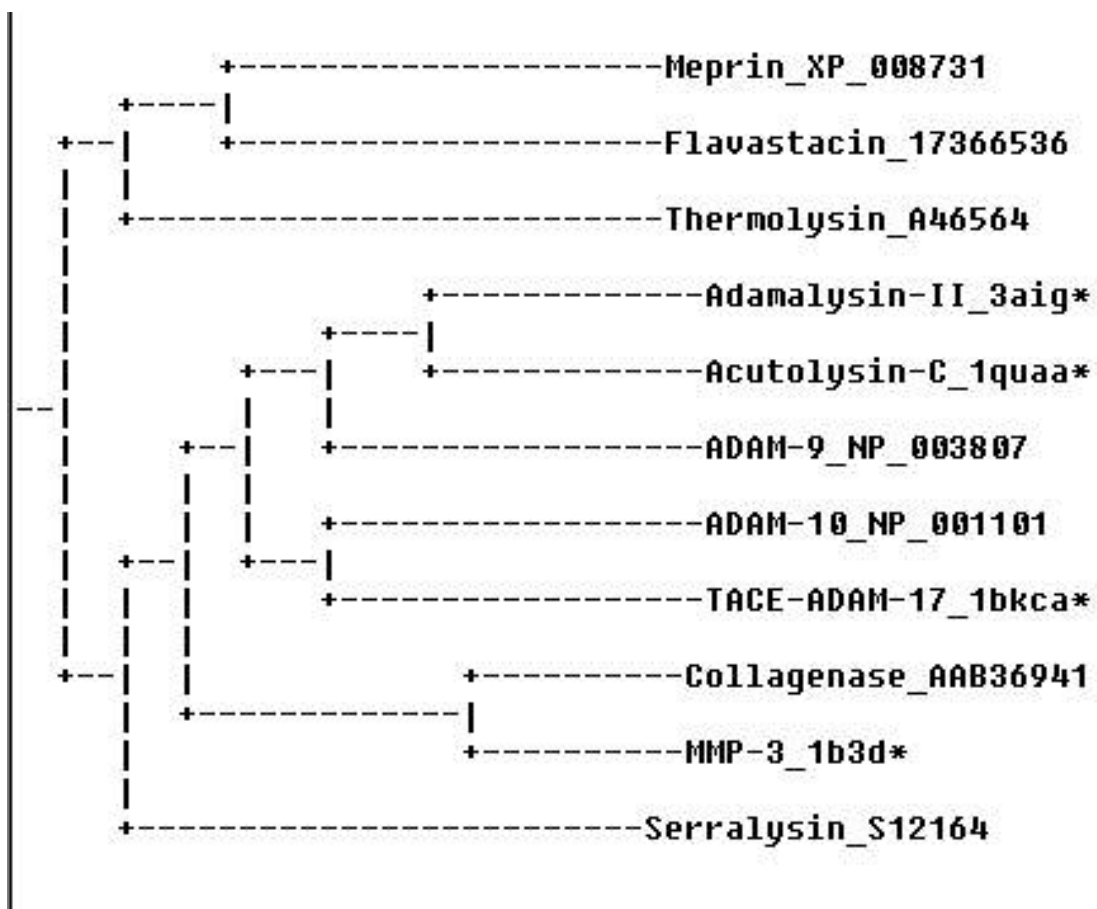 Meprin_XP_008731
Flavastacin_17366536
Thermolysin_A46564
Adamalysin-II_3aig*
Acutolysin-C_1quaa*
ADAM-9_NP_003807
ADAM-10_NP_001101
TACE-ADAM-17_1bkca*
Collagenase_AAB36941
MMP-3_1b3d*
Serralysin_S12164